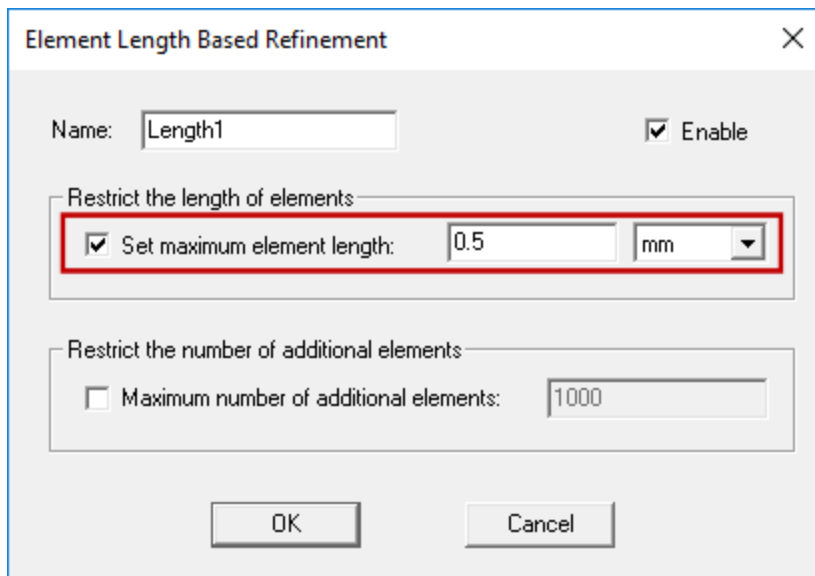 Element Length Based Refinement
Name: Length1 Enable
Restrict the length of elements
Set maximum element length: 0.5 mm
Restrict the number of additional elements
Maximum number of additional elements: 1000
OK Cancel